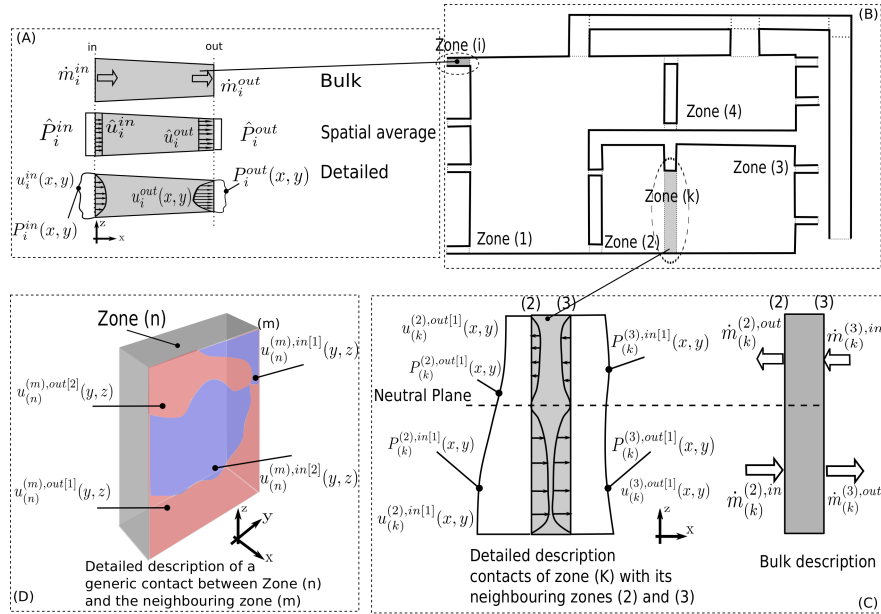 (A)
in
out
$\dot{m}_i^{in}$
$\dot{m}_i^{out}$
Bulk
$\hat{P}_i^{in}$
$\hat{u}_i^{in}$
$\hat{u}_i^{out}$
$\hat{P}_i^{out}$
Spatial average
$u_i^{in}(x,y)$
$P_i^{in}(x,y)$
$u_i^{out}(x,y)$
$P_i^{out}(x,y)$
Detailed
z
x
(B)
Zone (i)
Zone (4)
Zone (3)
Zone (k)
Zone (1)
Zone (2)
Zone (n)
(m)
$u_{(n)}^{(m),in[1]}(y,z)$
$u_{(n)}^{(m),out[2]}(y,z)$
$u_{(n)}^{(m),in[2]}(y,z)$
$u_{(n)}^{(m),out[1]}(y,z)$
z
y
x
Detailed description of a
generic contact between Zone (n)
and the neighbouring zone (m)
(D)
(2)
(3)
$u_{(k)}^{(2),out[1]}(x,y)$
$P_{(k)}^{(2),out[1]}(x,y)$
$P_{(k)}^{(3),in[1]}(x,y)$
Neutral Plane
$P_{(k)}^{(2),in[1]}(x,y)$
$P_{(k)}^{(3),out[1]}(x,y)$
$u_{(k)}^{(2),in[1]}(x,y)$
$u_{(k)}^{(3),out[1]}(x,y)$
z
x
Detailed description
contacts of zone (K) with its
neighbouring zones (2) and (3)
(2)
(3)
$\dot{m}_{(k)}^{(2),out}$
$\dot{m}_{(k)}^{(3),in}$
$\dot{m}_{(k)}^{(2),in}$
$\dot{m}_{(k)}^{(3),out}$
Bulk description
(C)